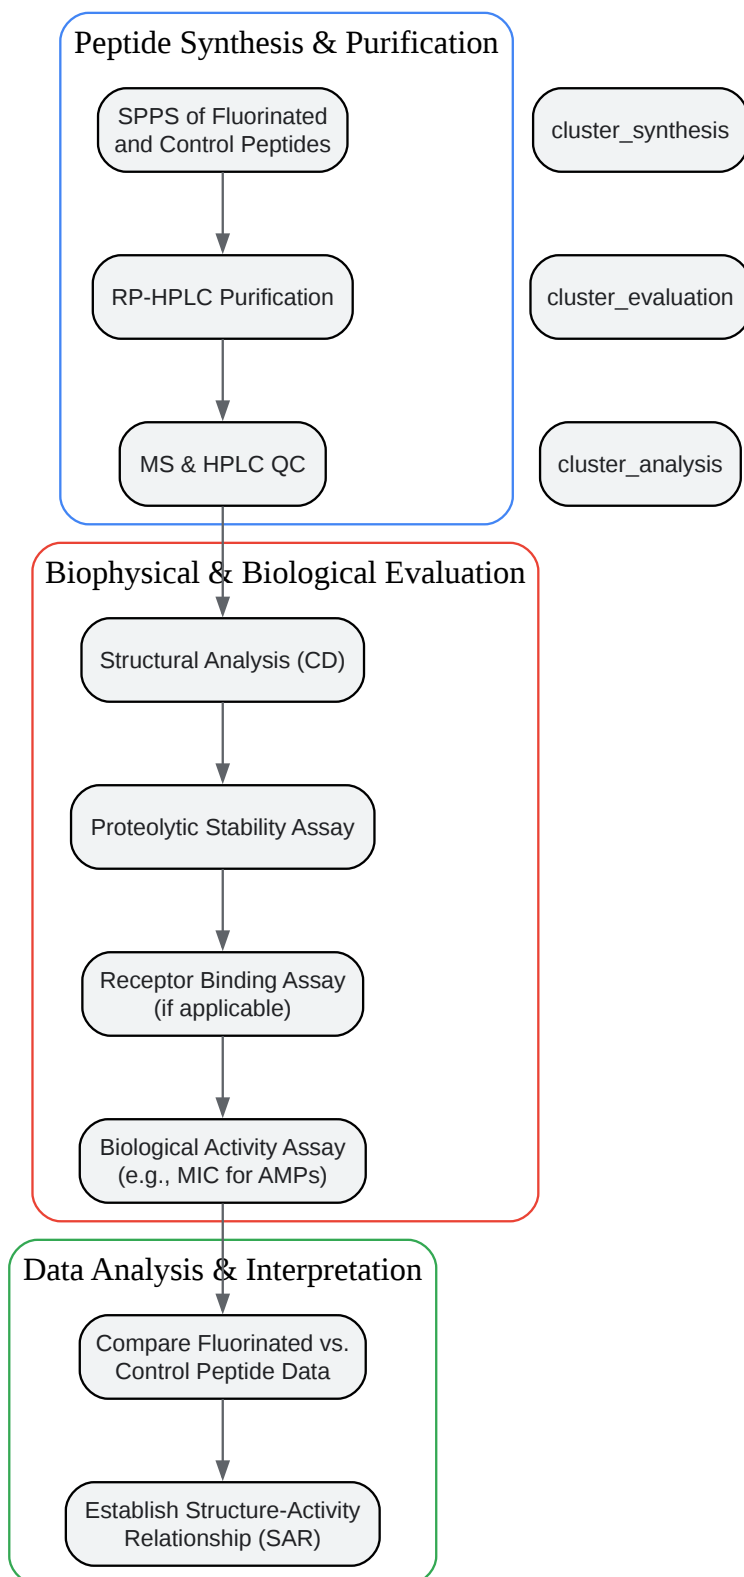 Peptide Synthesis & Purification
SPPS of Fluorinated
and Control Peptides
cluster_synthesis
RP-HPLC Purification
cluster_evaluation
MS & HPLC QC
cluster_analysis
Biophysical & Biological Evaluation
Structural Analysis (CD)
Proteolytic Stability Assay
Receptor Binding Assay
(if applicable)
Biological Activity Assay
(e.g., MIC for AMPs)
Data Analysis & Interpretation
Compare Fluorinated vs.
Control Peptide Data
Establish Structure-Activity
Relationship (SAR)